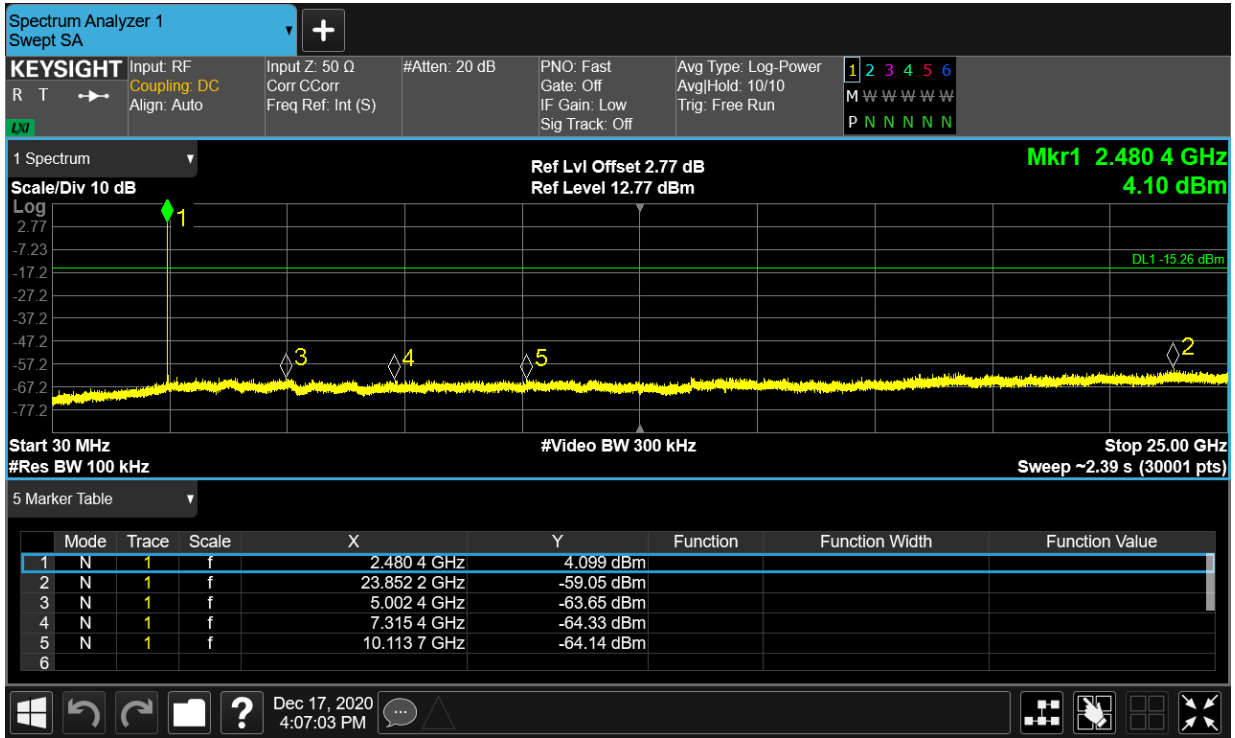 Spectrum Analyzer 1
Swept SA
▼
+
KEYSIGHT
R T
LXI
Input: RF
Coupling: DC
Align: Auto
Input Z: 50 Ω
Corr CCorr
Freq Ref: Int (S)
#Atten: 20 dB
PNO: Fast
Gate: Off
IF Gain: Low
Sig Track: Off
Avg Type: Log-Power
Avg|Hold: 10/10
Trig: Free Run
1 2 3 4 5 6
M W W W W W
P N N N N N
1 Spectrum ▼
Ref Lvl Offset 2.77 dB
Mkr1 2.480 4 GHz
Scale/Div 10 dB
Ref Level 12.77 dBm
4.10 dBm
Log
1
2.77
-7.23
DL1 -15.26 dBm
-17.2
-27.2
-37.2
-47.2
3
4
5
2
-57.2
-67.2
-77.2
Start 30 MHz
#Video BW 300 kHz
Stop 25.00 GHz
#Res BW 100 kHz
Sweep ~2.39 s (30001 pts)
5 Marker Table ▼
Mode Trace Scale X Y Function Function Width Function Value
1 N 1 f 2.480 4 GHz 4.099 dBm
2 N 1 f 23.852 2 GHz -59.05 dBm
3 N 1 f 5.002 4 GHz -63.65 dBm
4 N 1 f 7.315 4 GHz -64.33 dBm
5 N 1 f 10.113 7 GHz -64.14 dBm
6
?
Dec 17, 2020
4:07:03 PM